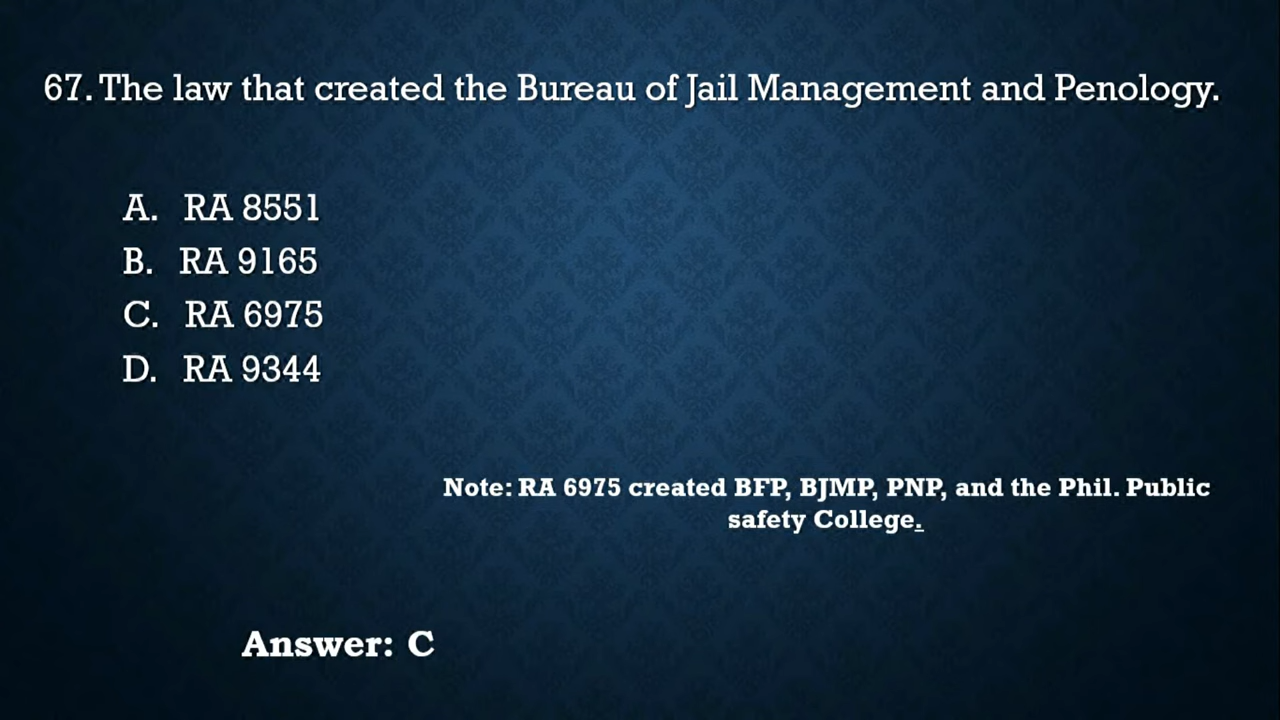 67. The law that created the Bureau of Jail Management and Penology.
A. RA 8551
B. RA 9165
C. RA 6975
D. RA 9344
Note: RA 6975 created BFP, BJMP, PNP, and the Phil. Public
safety College.
Answer: C